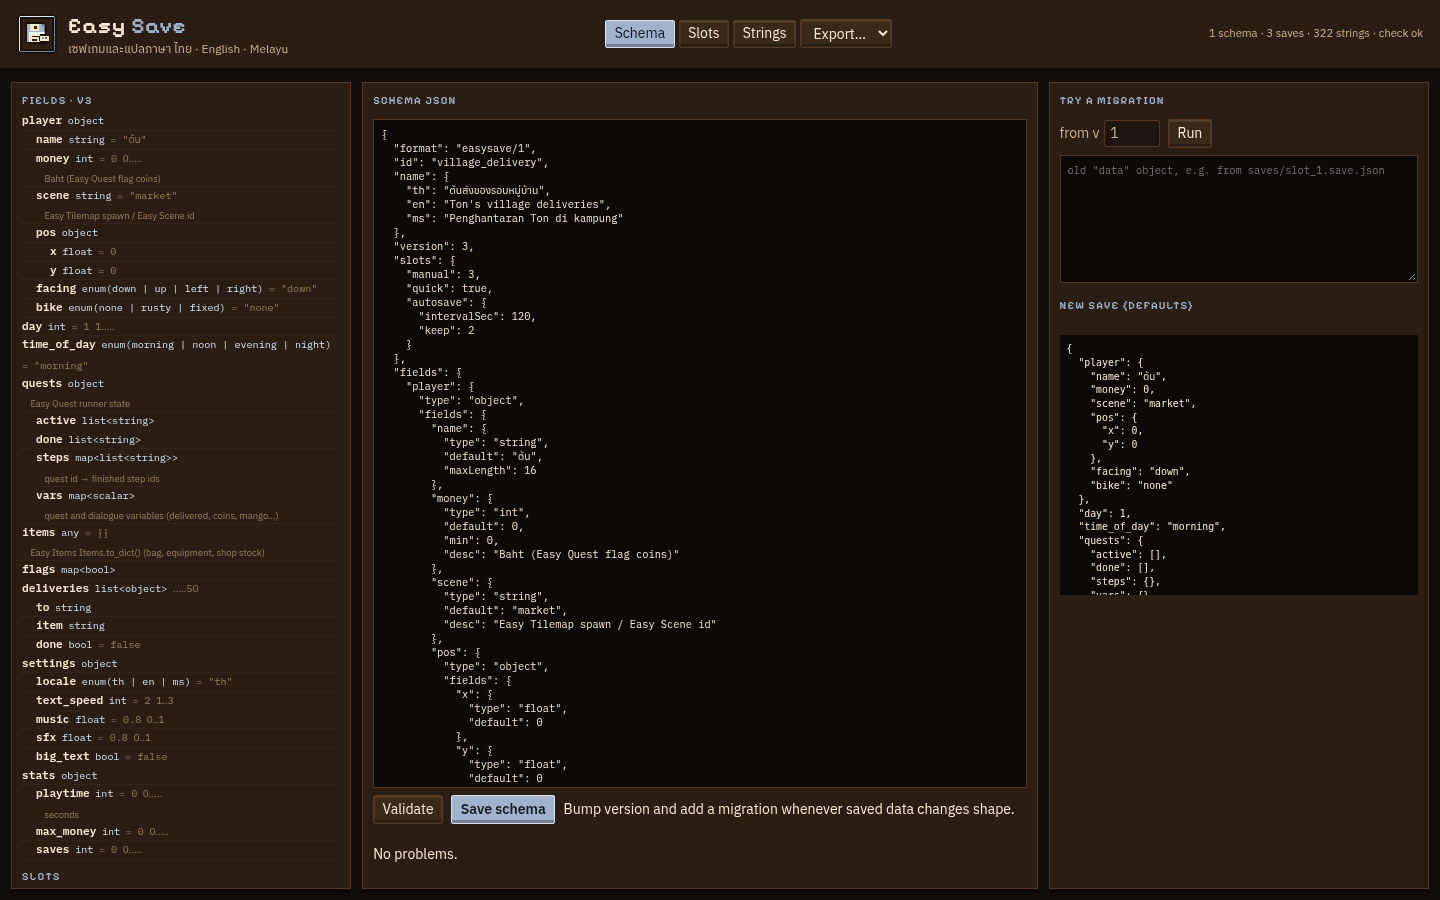 Easy Save
เซฟเกมและแปลภาษา ไทย · English · Melayu
Schema
Slots
Strings
Export...
1 schema · 3 saves · 322 strings · check ok
FIELDS · V3
player object
name string = "ต้น"
money int = 0 0.....
Baht (Easy Quest flag coins)
scene string = "market"
Easy Tilemap spawn / Easy Scene id
pos object
x float = 0
y float = 0
facing enum(down | up | left | right) = "down"
bike enum(none | rusty | fixed) = "none"
day int = 1 1.....
time_of_day enum(morning | noon | evening | night)
= "morning"
quests object
Easy Quest runner state
active list<string>
done list<string>
steps map<list<string>>
quest id → finished step ids
vars map<scalar>
quest and dialogue variables (delivered, coins, mango...)
items any = {}
Easy Items Items.to_dict() (bag, equipment, shop stock)
flags map<bool>
deliveries list<object> .....50
to string
item string
done bool = false
settings object
locale enum(th | en | ms) = "th"
text_speed int = 2 1..3
music float = 0.8 0..1
sfx float = 0.8 0..1
big_text bool = false
stats object
playtime int = 0 0.....
seconds
max_money int = 0 0.....
saves int = 0 0.....
SLOTS
SCHEMA JSON
{
"format": "easysave/1",
"id": "village_delivery",
"name": {
"th": "ต้นส่งของรอบหมู่บ้าน",
"en": "Ton's village deliveries",
"ms": "Penghantaran Ton di kampung"
},
"version": 3,
"slots": {
"manual": 3,
"quick": true,
"autosave": {
"intervalSec": 120,
"keep": 2
}
},
"fields": {
"player": {
"type": "object",
"fields": {
"name": {
"type": "string",
"default": "ต้น",
"maxLength": 16
},
"money": {
"type": "int",
"default": 0,
"min": 0,
"desc": "Baht (Easy Quest flag coins)"
},
"scene": {
"type": "string",
"default": "market",
"desc": "Easy Tilemap spawn / Easy Scene id"
},
"pos": {
"type": "object",
"fields": {
"x": {
"type": "float",
"default": 0
},
"y": {
"type": "float",
"default": 0
Validate
Save schema
Bump version and add a migration whenever saved data changes shape.
No problems.
TRY A MIGRATION
from v 1
Run
old "data" object, e.g. from saves/slot_1.save.json
NEW SAVE (DEFAULTS)
{
"player": {
"name": "ต้น",
"money": 0,
"scene": "market",
"pos": {
"x": 0,
"y": 0
},
"facing": "down",
"bike": "none"
},
"day": 1,
"time_of_day": "morning",
"quests": {
"active": [],
"done": [],
"steps": {},
"vars": {}